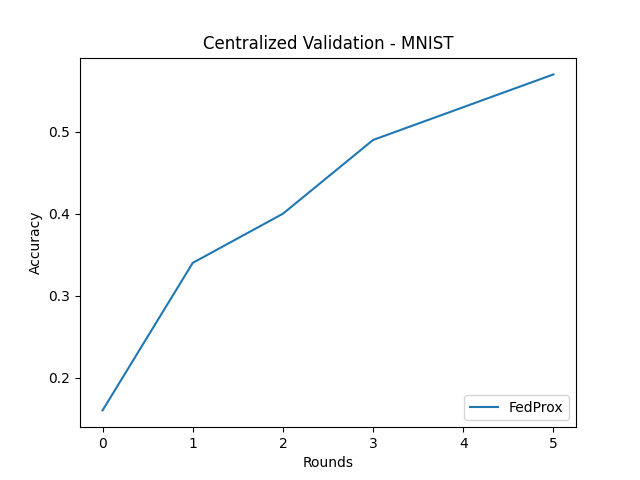 Centralized Validation - MNIST
Accuracy
0.5
0.4
0.3
0.2
FedProx
0 1 2 3 4 5
Rounds